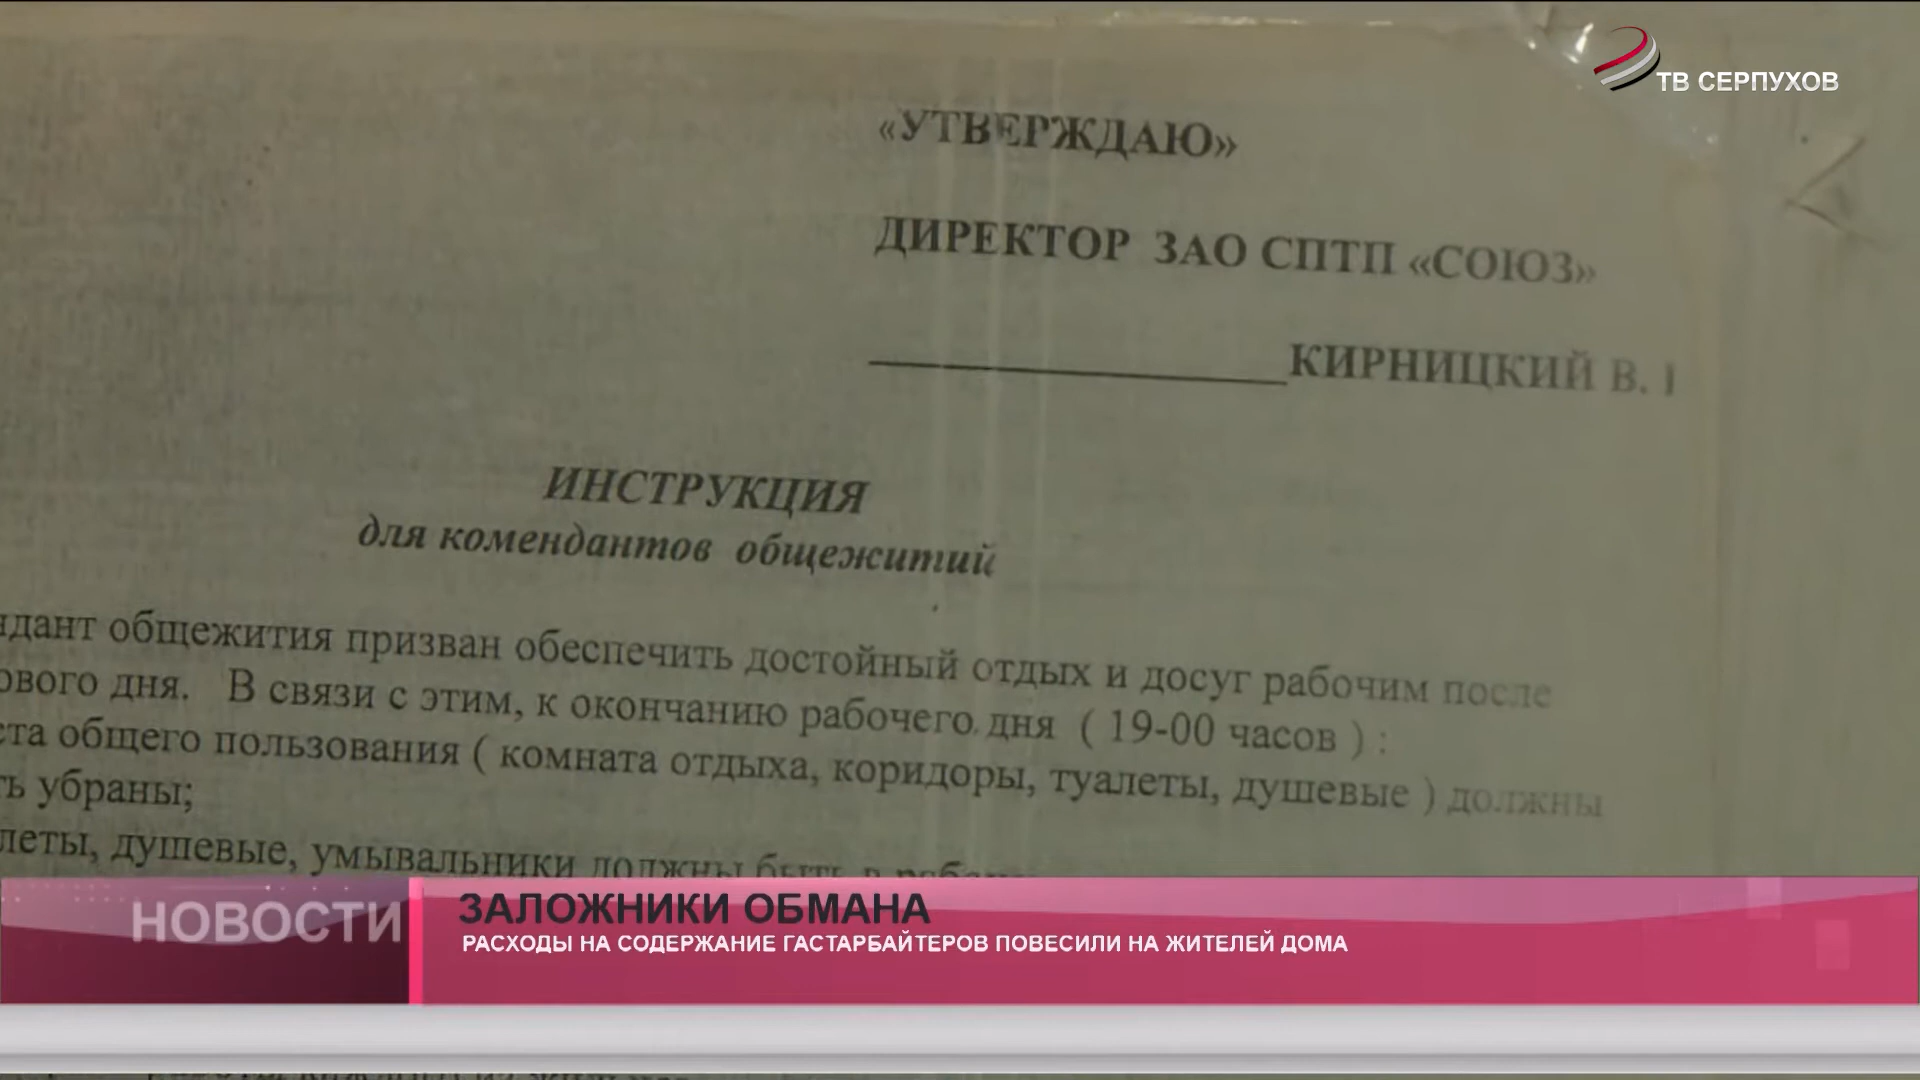 ТВ СЕРПУХОВ
«УТВЕРЖДАЮ»
ДИРЕКТОР ЗАО СПТП «СОЮЗ»
КИРНИЦКИЙ В.
ИНСТРУКЦИЯ
для комендантов общежитий
ндант общежития призван обеспечить достойный отдых и досуг рабочим после
ового дня. В связи с этим, к окончанию рабочего дня ( 19-00 часов ) :
ста общего пользования ( комната отдыха, коридоры, туалеты, душевые ) должны
ть убраны;
леты, душевые, умывальники должны быть в
НОВОСТИ
ЗАЛОЖНИКИ ОБМАНА
РАСХОДЫ НА СОДЕРЖАНИЕ ГАСТАРБАЙТЕРОВ ПОВЕСИЛИ НА ЖИТЕЛЕЙ ДОМА